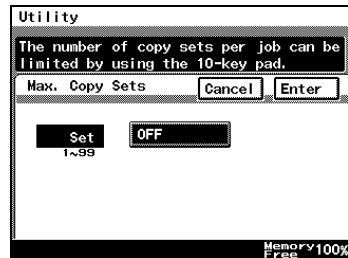 Utility
The number of copy sets per job can be
limited by using the 10-key pad.
Max. Copy Sets Cancel Enter
Set OFF
1~99
Memory 100%
Free